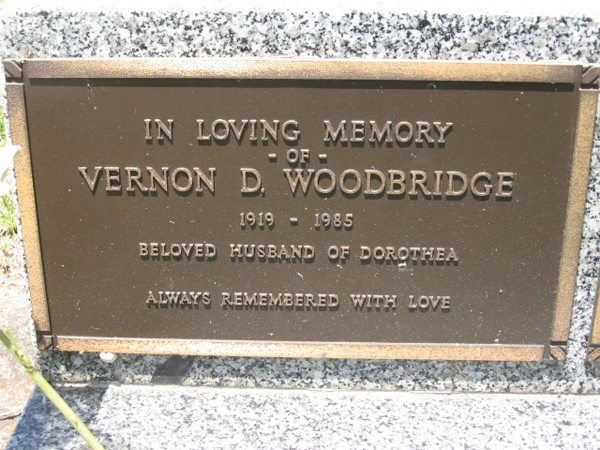 IN LOVING MEMORY
- OF -
VERNON D. WOODBRIDGE
1919 - 1985
BELOVED HUSBAND OF DOROTHEA
ALWAYS REMEMBERED WITH LOVE